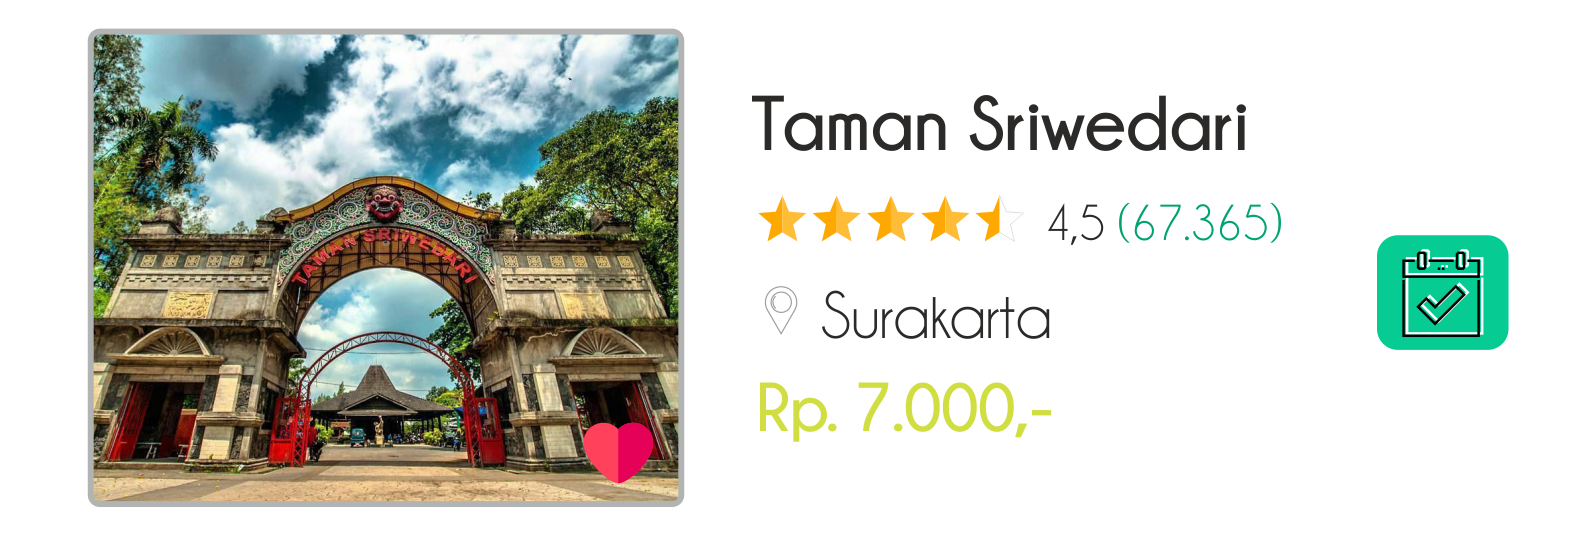 TAMAN SRIWEDARI
Taman Sriwedari
4,5 (67.365)
Surakarta
Rp. 7.000,-